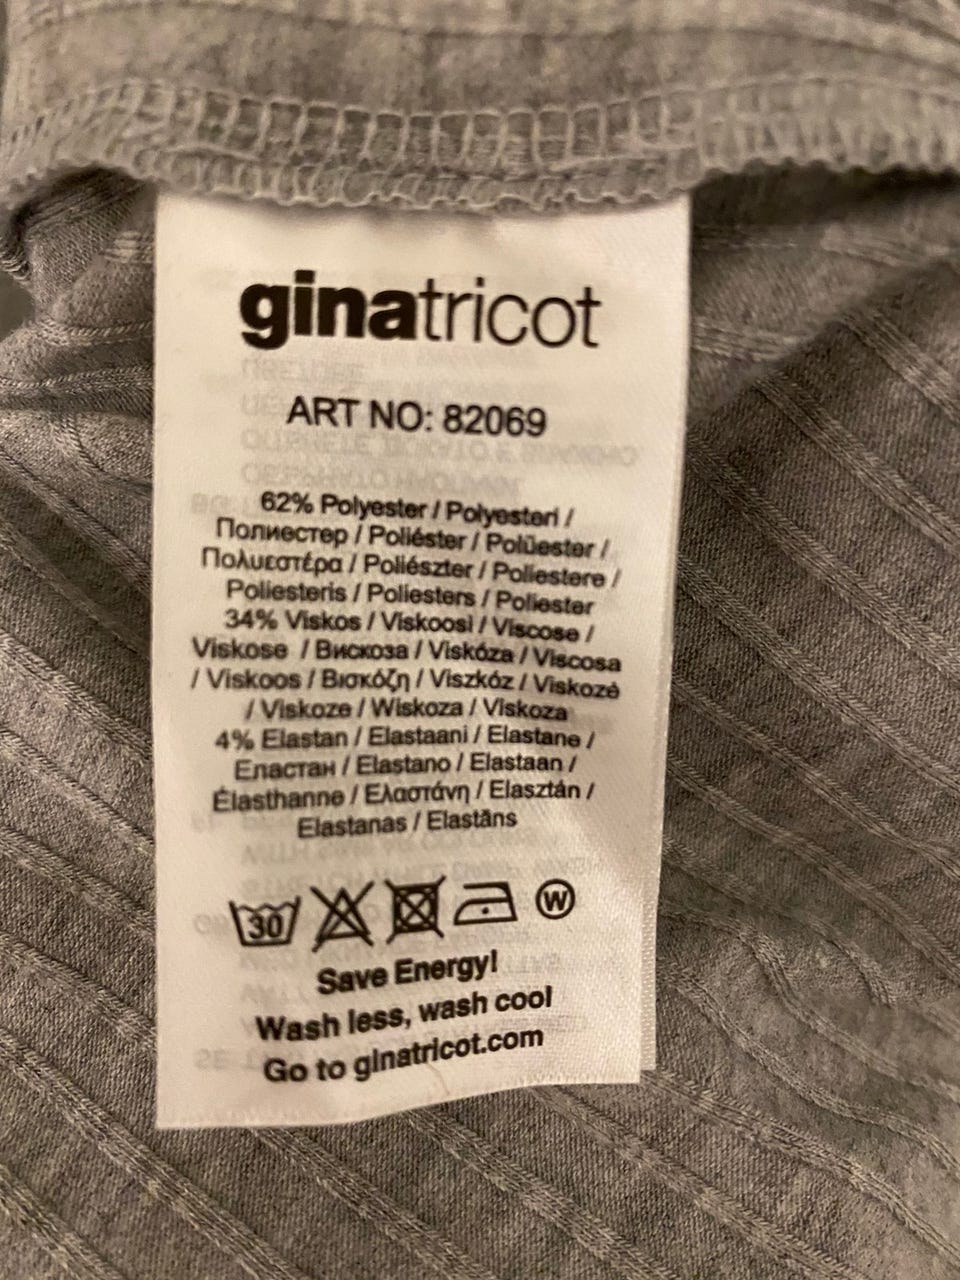 ginatricot
ART NO: 82069
62% Polyester / Polyesteri /
Полиестер / Poliéster / Polüester /
Πολυεστέρα / Poliészter / Poliestere /
Poliesteris / Poliesters / Poliester
34% Viskos / Viskoosi / Viscose /
Viskose / Вискоза / Viskóza / Viscosa
/ Viskoos / Βισκόζη / Viszkóz / Viskozė
/ Viskoze / Wiskoza / Viskoza
4% Elastan / Elastaani / Elastane /
Еластан / Elastano / Elastaan /
Élasthanne / Ελαστάνη / Elasztán /
Elastanas / Elastāns
30 W
Save Energy!
Wash less, wash cool
Go to ginatricot.com